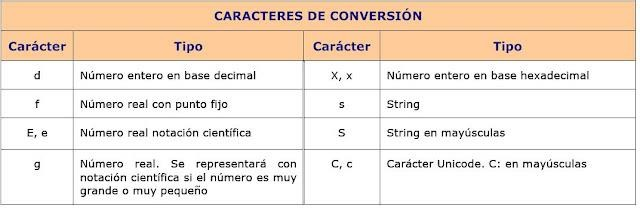 CARACTERES DE CONVERSIÓN
Carácter Tipo Carácter Tipo
d Número entero en base decimal X, x Número entero en base hexadecimal
f Número real con punto fijo s String
E, e Número real notación científica S String en mayúsculas
g Número real. Se representará con notación científica si el número es muy grande o muy pequeño C, c Carácter Unicode. C: en mayúsculas